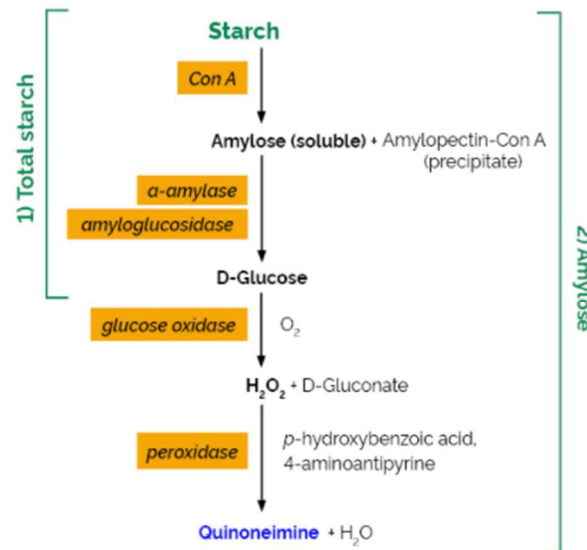 Starch
Con A
Amylose (soluble) + Amylopectin-Con A
(precipitate)
1) Total starch
α-amylase
amyloglucosidase
D-Glucose
2) Amylose
glucose oxidase O₂
H₂O₂ + D-Gluconate
peroxidase
p-hydroxybenzoic acid,
4-aminoantipyrine
Quinoneimine + H₂O